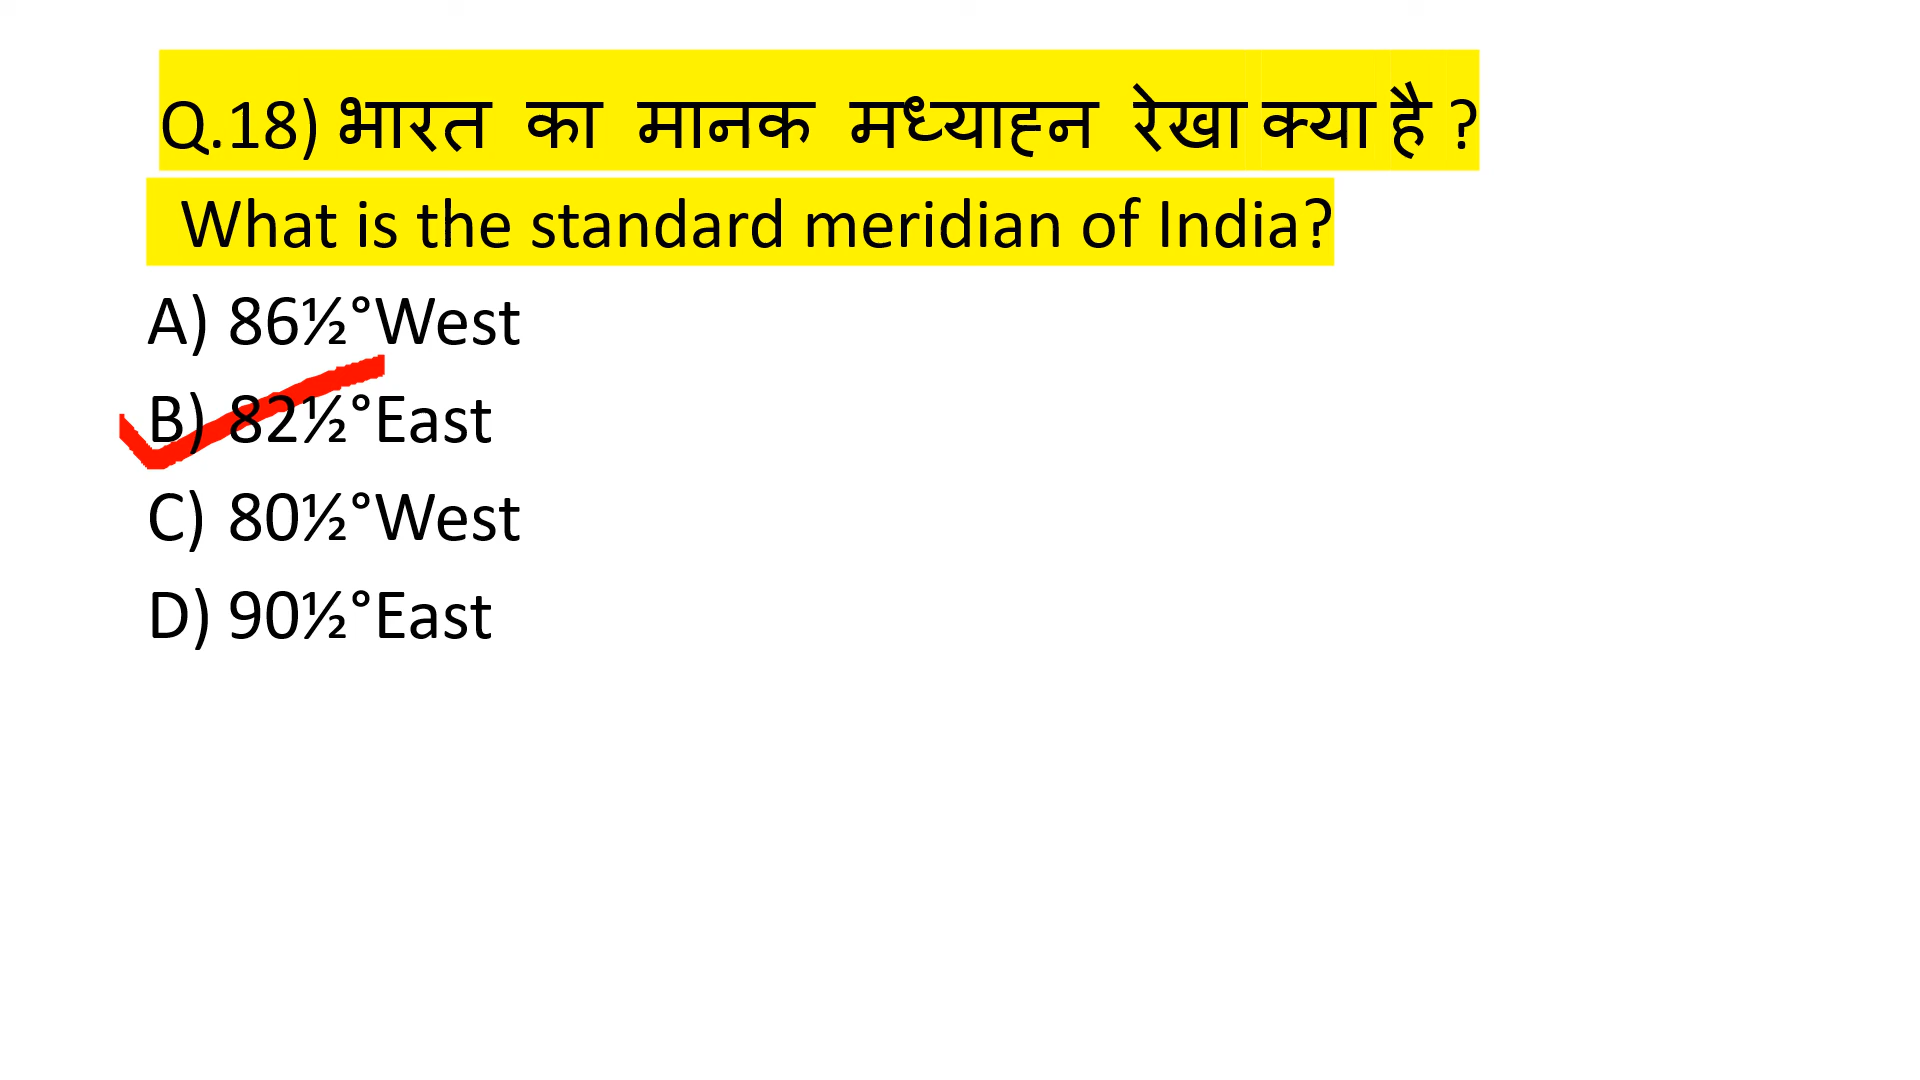 Q.18) भारत का मानक मध्याह्न रेखा क्या है ?
What is the standard meridian of India?
A) 86½°West
B) 82½°East
C) 80½°West
D) 90½°East